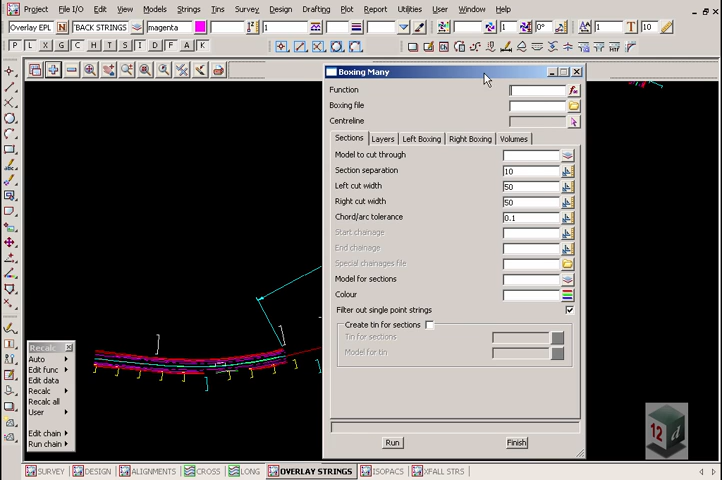 Project File I/O Edit View Models Strings Tins Survey Design Drafting Plot Report Utilities User Window Help
Overlay EPL N "BACK STRINGS magenta 1 1 0° 1 T 10
P L X G C H T S I D F A K
Boxing Many
Function
Boxing file
Centreline
Sections Layers Left Boxing Right Boxing Volumes
Model to cut through
Section separation 10
Left cut width 50
Right cut width 50
Chord/arc tolerance 0.1
Start chainage
End chainage
Special chainages file
Model for sections
Colour
Filter out single point strings
Create tin for sections
Tin for sections
Model for tin
Run Finish
Recalc
Auto
Edit func
Edit data
Recalc
Recalc all
User
Edit chain
Run chain
12 d
SURVEY DESIGN ALIGNMENTS CROSS LONG OVERLAY STRINGS ISOPACS XFALL STRS